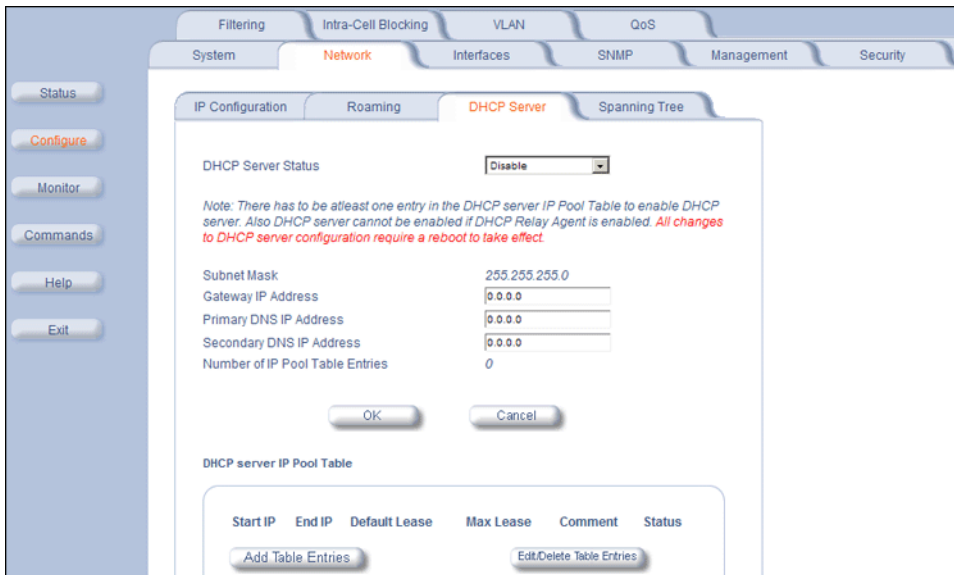 Filtering Intra-Cell Blocking VLAN QoS
System Network Interfaces SNMP Management Security
Status
Configure
Monitor
Commands
Help
Exit
IP Configuration Roaming DHCP Server Spanning Tree
DHCP Server Status Disable
Note: There has to be atleast one entry in the DHCP server IP Pool Table to enable DHCP
server. Also DHCP server cannot be enabled if DHCP Relay Agent is enabled. All changes
to DHCP server configuration require a reboot to take effect.
Subnet Mask 255.255.255.0
Gateway IP Address 0.0.0.0
Primary DNS IP Address 0.0.0.0
Secondary DNS IP Address 0.0.0.0
Number of IP Pool Table Entries 0
OK Cancel
DHCP server IP Pool Table
Start IP End IP Default Lease Max Lease Comment Status
Add Table Entries Edit/Delete Table Entries